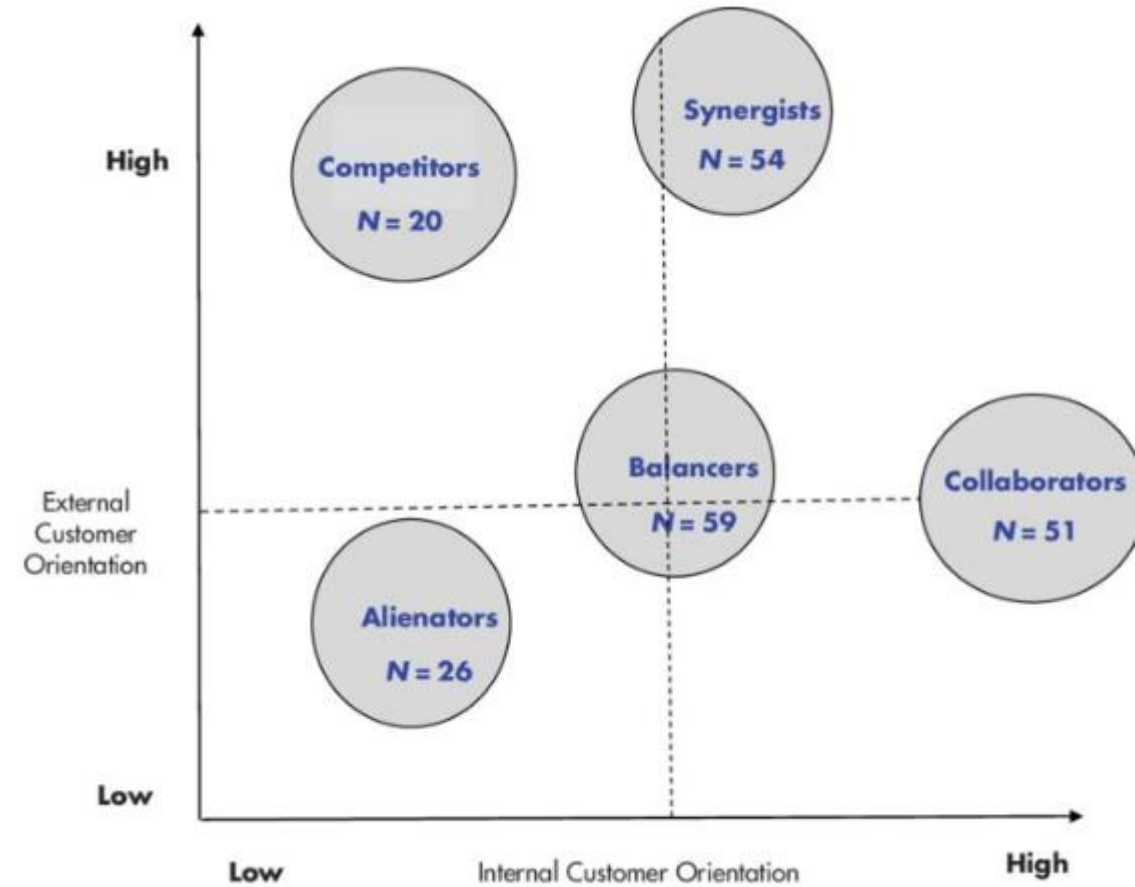 Synergists
N = 54
High
Competitors
N = 20
Balancers
N = 59
Collaborators
N = 51
External
Customer
Orientation
Alienators
N = 26
Low
Low
Internal Customer Orientation
High